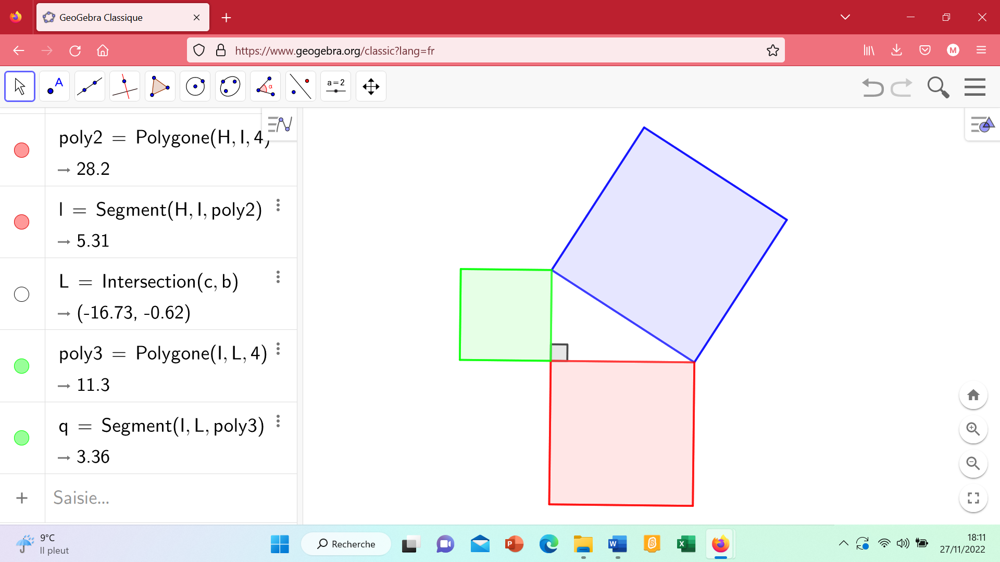 GeoGebra Classique
https://www.geogebra.org/classic?lang=fr
M
A
α
a=2
poly2 = Polygone(H, I, 4)
→ 28.2
l = Segment(H, I, poly2)
→ 5.31
L = Intersection(c, b)
→ (-16.73, -0.62)
poly3 = Polygone(I, L, 4)
→ 11.3
q = Segment(I, L, poly3)
→ 3.36
Saisie...
9°C
Il pleut
Recherche
P
W
S
X
18:11
27/11/2022